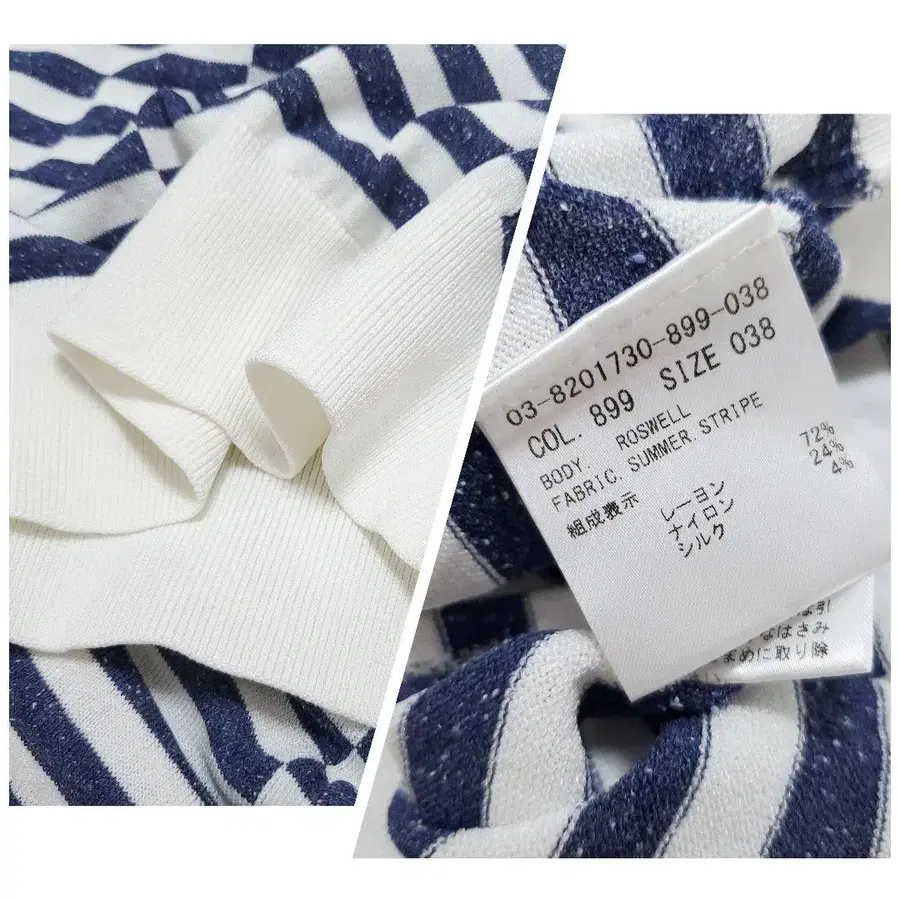 03-8201730-899-038
COL. 899 SIZE 038
BODY. ROSWELL
FABRIC.SUMMER.STRIPE
組成表示 レーヨン 72%
ナイロン 24%
シルク 4%
引
なはさみ
めに取り除